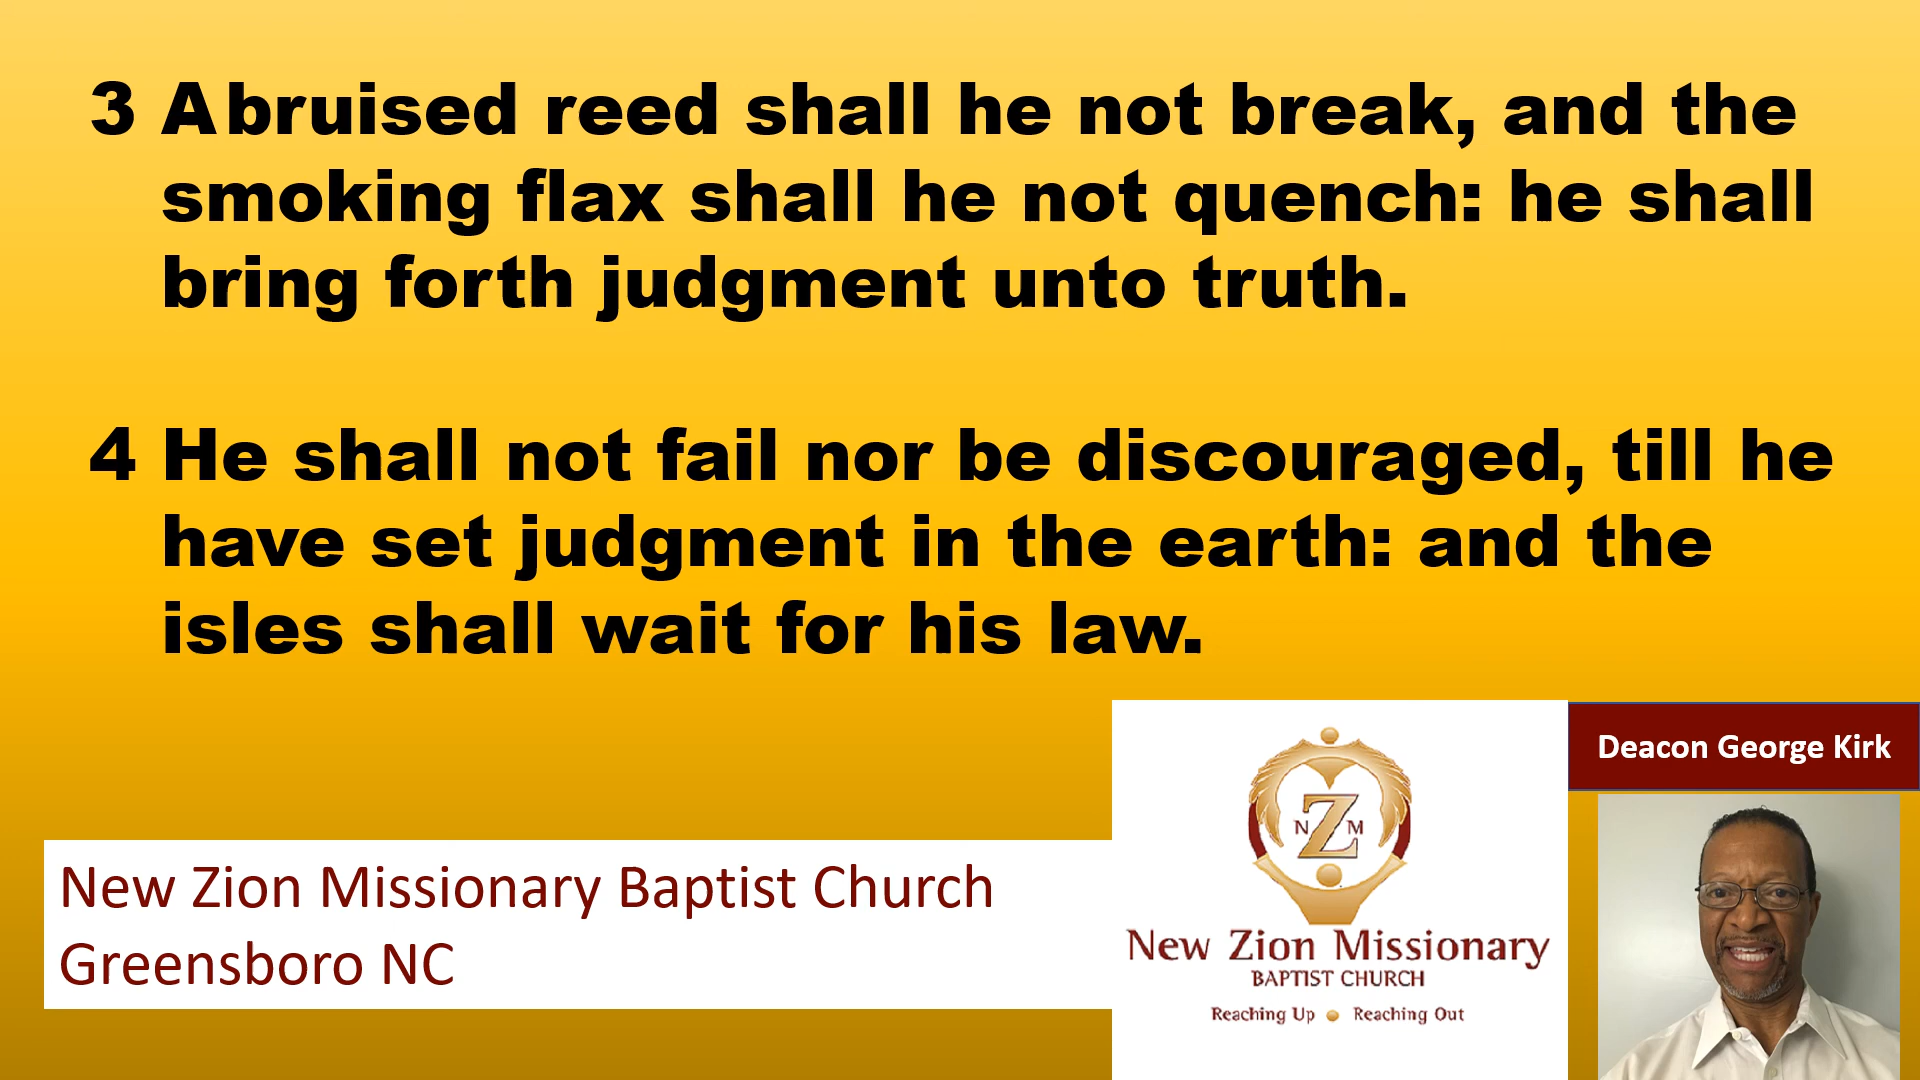 3 A bruised reed shall he not break, and the
smoking flax shall he not quench: he shall
bring forth judgment unto truth.
4 He shall not fail nor be discouraged, till he
have set judgment in the earth: and the
isles shall wait for his law.
New Zion Missionary Baptist Church
Greensboro NC
N Z M
New Zion Missionary
BAPTIST CHURCH
Reaching Up Reaching Out
Deacon George Kirk